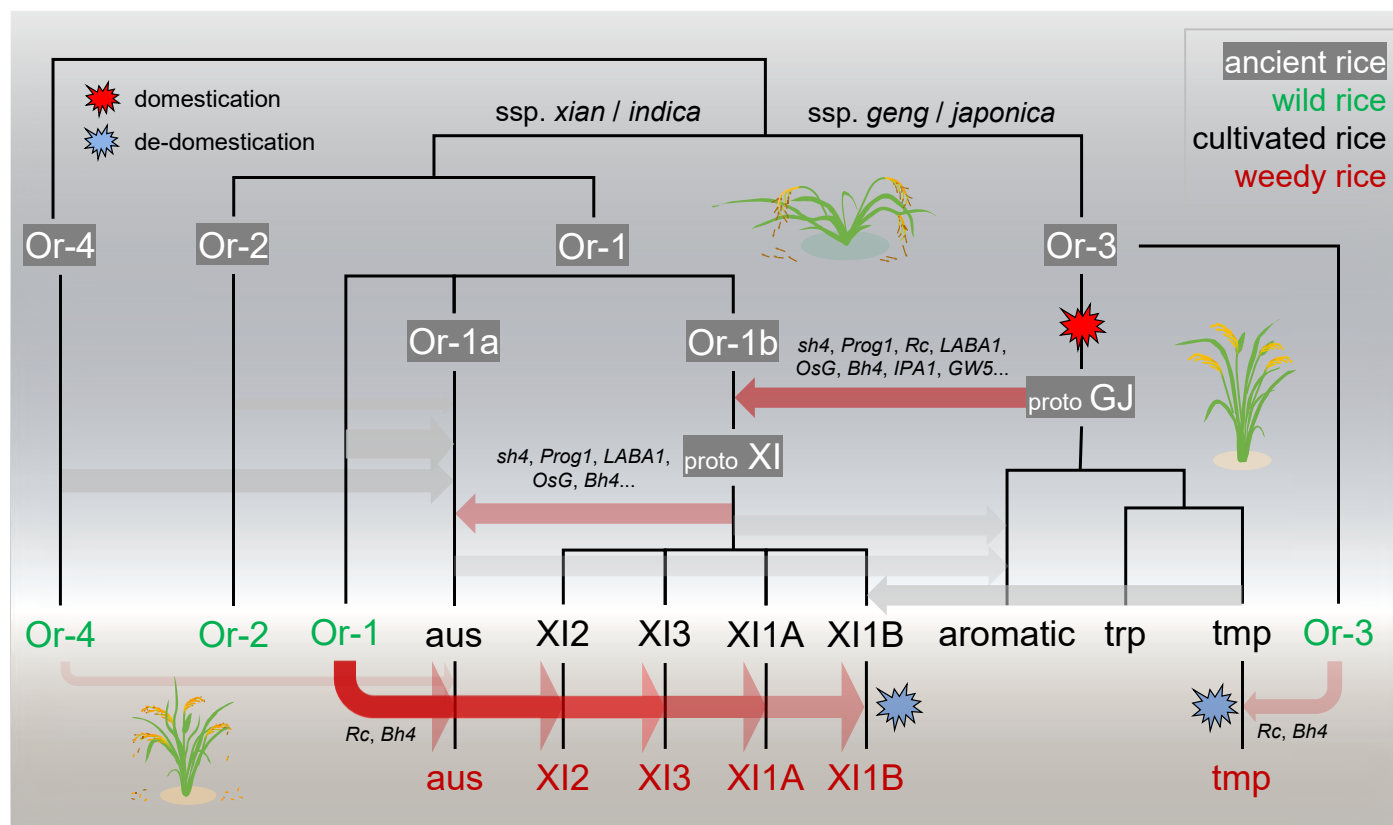 domestication
de-domestication
ssp. xian / indica
ssp. geng / japonica
ancient rice
wild rice
cultivated rice
weedy rice
Or-4
Or-2
Or-1
Or-3
Or-1a
Or-1b
sh4, Prog1, Rc, LABA1,
OsG, Bh4, IPA1, GW5...
proto GJ
sh4, Prog1, LABA1,
OsG, Bh4...
proto XI
Or-4
Or-2
Or-1
aus
XI2
XI3
XI1A
XI1B
aromatic
trp
tmp
Or-3
Rc, Bh4
Rc, Bh4
aus
XI2
XI3
XI1A
XI1B
tmp